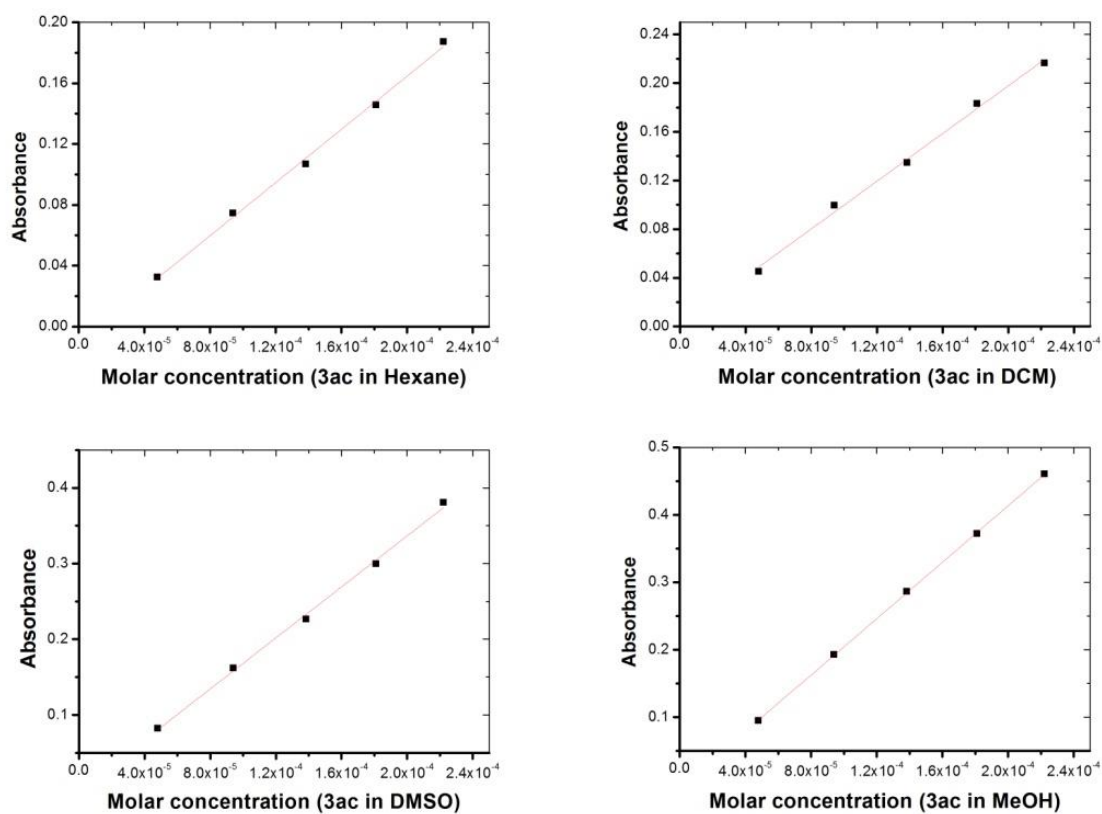 0.20
0.16
0.12
0.08
0.04
0.00
Absorbance
0.0 4.0x10⁻⁵ 8.0x10⁻⁵ 1.2x10⁻⁴ 1.6x10⁻⁴ 2.0x10⁻⁴ 2.4x10⁻⁴
Molar concentration (3ac in Hexane)
0.24
0.20
0.16
0.12
0.08
0.04
0.00
Absorbance
0.0 4.0x10⁻⁵ 8.0x10⁻⁵ 1.2x10⁻⁴ 1.6x10⁻⁴ 2.0x10⁻⁴ 2.4x10⁻⁴
Molar concentration (3ac in DCM)
0.4
0.3
0.2
0.1
Absorbance
0.0 4.0x10⁻⁵ 8.0x10⁻⁵ 1.2x10⁻⁴ 1.6x10⁻⁴ 2.0x10⁻⁴ 2.4x10⁻⁴
Molar concentration (3ac in DMSO)
0.5
0.4
0.3
0.2
0.1
Absorbance
0.0 4.0x10⁻⁵ 8.0x10⁻⁵ 1.2x10⁻⁴ 1.6x10⁻⁴ 2.0x10⁻⁴ 2.4x10⁻⁴
Molar concentration (3ac in MeOH)